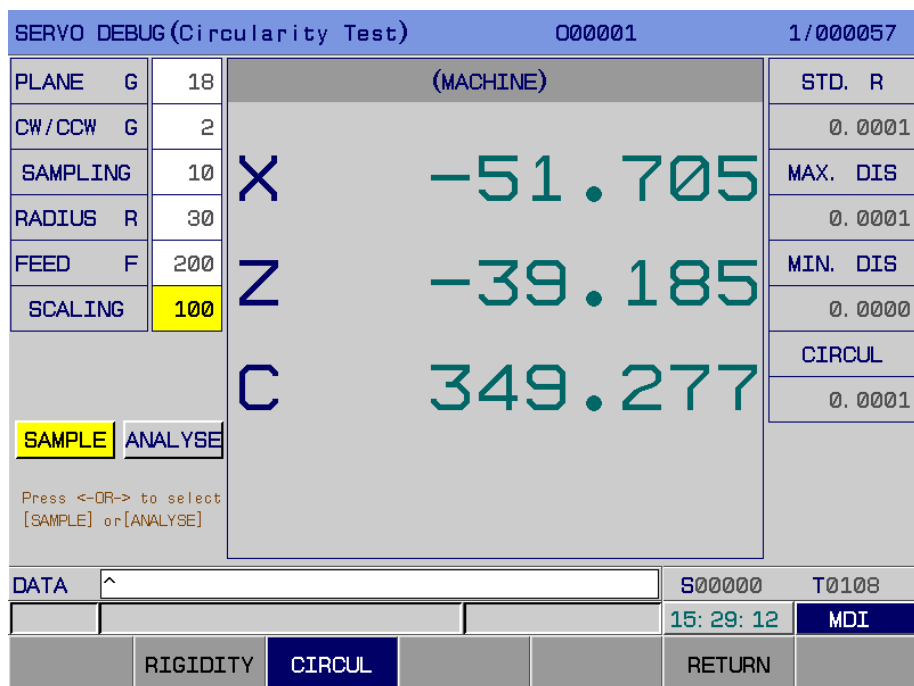 SERVO DEBUG(Circularity Test) O00001 1/000057
PLANE G 18
CW/CCW G 2
SAMPLING 10
RADIUS R 30
FEED F 200
SCALING 100
SAMPLE ANALYSE
Press <-OR-> to select
[SAMPLE] or[ANALYSE]
(MACHINE)
X -51.705
Z -39.185
C 349.277
STD. R
0.0001
MAX. DIS
0.0001
MIN. DIS
0.0000
CIRCUL
0.0001
DATA ^ S00000 T0108
15:29:12 MDI
RIGIDITY CIRCUL RETURN